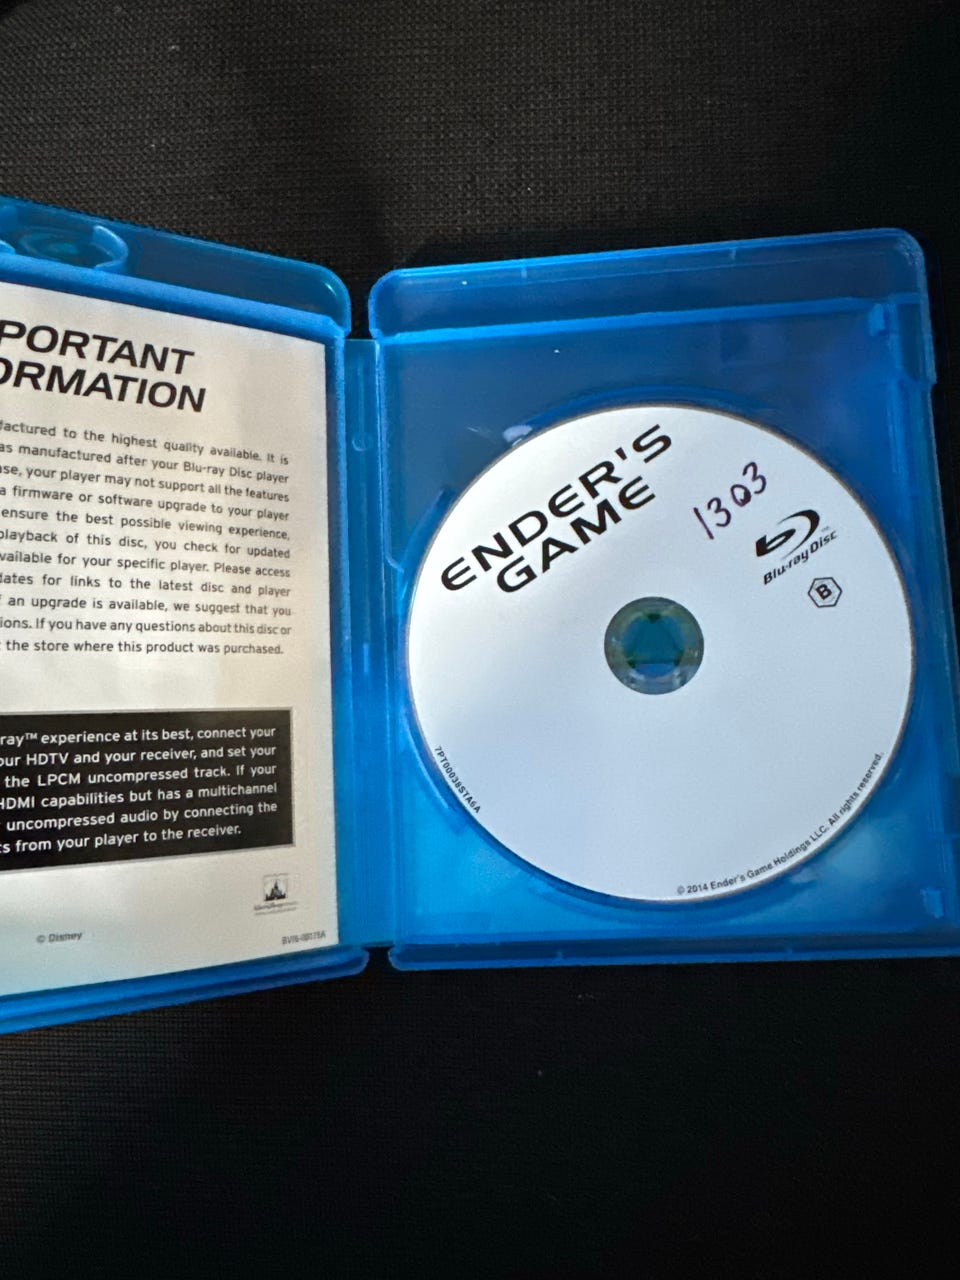 PORTANT
ORMATION
factured to the highest quality available. It is
as manufactured after your Blu-ray Disc player
se, your player may not support all the features
a firmware or software upgrade to your player
ensure the best possible viewing experience,
playback of this disc, you check for updated
vailable for your specific player. Please access
dates for links to the latest disc and player
an upgrade is available, we suggest that you
ions. If you have any questions about this disc or
the store where this product was purchased.
ray™ experience at its best, connect your
our HDTV and your receiver, and set your
the LPCM uncompressed track. If your
HDMI capabilities but has a multichannel
uncompressed audio by connecting the
ts from your player to the receiver.
© Disney
ENDER'S
GAME
1303
Blu-ray Disc
B
7PT00038STA6A
© 2014 Ender's Game Holdings LLC. All rights reserved.